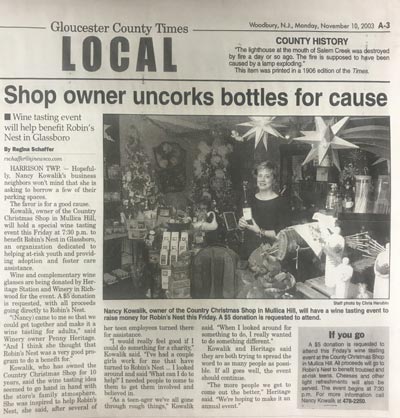 Gloucester County Times
Woodbury, N.J., Monday, November 10, 2003 A-3
LOCAL
COUNTY HISTORY
"The lighthouse at the mouth of Salem Creek was destroyed
by fire a day or so ago. The fire is supposed to have been
caused by a lamp exploding."
This item was printed in a 1906 edition of the Times.
Shop owner uncorks bottles for cause
■ Wine tasting event
will help benefit Robin's
Nest in Glassboro
By Regina Schaffer
rschaffer@sjnewsco.com
HARRISON TWP. — Hopeful-
ly, Nancy Kowalik's business
neighbors won't mind that she is
asking to borrow a few of their
parking spaces.
The favor is for a good cause.
Kowalik, owner of the Country
Christmas Shop in Mullica Hill,
will hold a special wine tasting
event this Friday at 7:30 p.m. to
benefit Robin's Nest in Glassboro,
an organization dedicated to
helping at-risk youth and provid-
ing adoption and foster care
assistance.
Wine and complementary wine
glasses are being donated by Her-
itage Station and Winery in Rich-
wood for the event. A $5 donation
is requested, with all proceeds
going directly to Robin's Nest.
"(Nancy) came to me so that we
could get together and make it a
wine tasting for adults," said
Winery owner Penny Heritage.
"And I think she thought that
Robin's Nest was a very good pro-
gram to do a benefit for."
Kowalik, who has owned the
Country Christmas Shop for 10
years, said the wine tasting idea
seemed to go hand in hand with
the store's family atmosphere.
She was inspired to help Robin's
Nest, she said, after several of
Staff photo by Chris Harubin
Nancy Kowalik, owner of the Country Christmas Shop in Mullica Hill, will have a wine testing event to
raise money for Robin's Nest this Friday. A $5 donation is requested to attend.
her teen employees turned there
for assistance.
"I would really feel good if I
could do something for a charity,"
Kowalik said. "I've had a couple
girls work for me that have
turned to Robin's Nest ... I looked
around and said 'What can I do to
help?' I needed people to come to
them to get them involved and
believed in.
"As a teen-ager we've all gone
through rough things," Kowalik
said. "When I looked around for
something to do, I really wanted
to do something different."
Kowalik and Heritage said
they are both trying to spread the
word to as many people as possi-
ble. If all goes well, the event
should continue.
"The more people we get to
come out the better," Heritage
said. "We're hoping to make it an
annual event."
If you go
A $5 donation is requested to
attend this Friday's wine tasting
event at the Country Christmas Shop
in Mullica Hill. All proceeds will go to
Robin's Nest to benefit troubled and
at-risk teens. Cheeses and other
light refreshments will also be
served. The event begins at 7:30
p.m. For more information call
Nancy Kowalik at 478-2250.